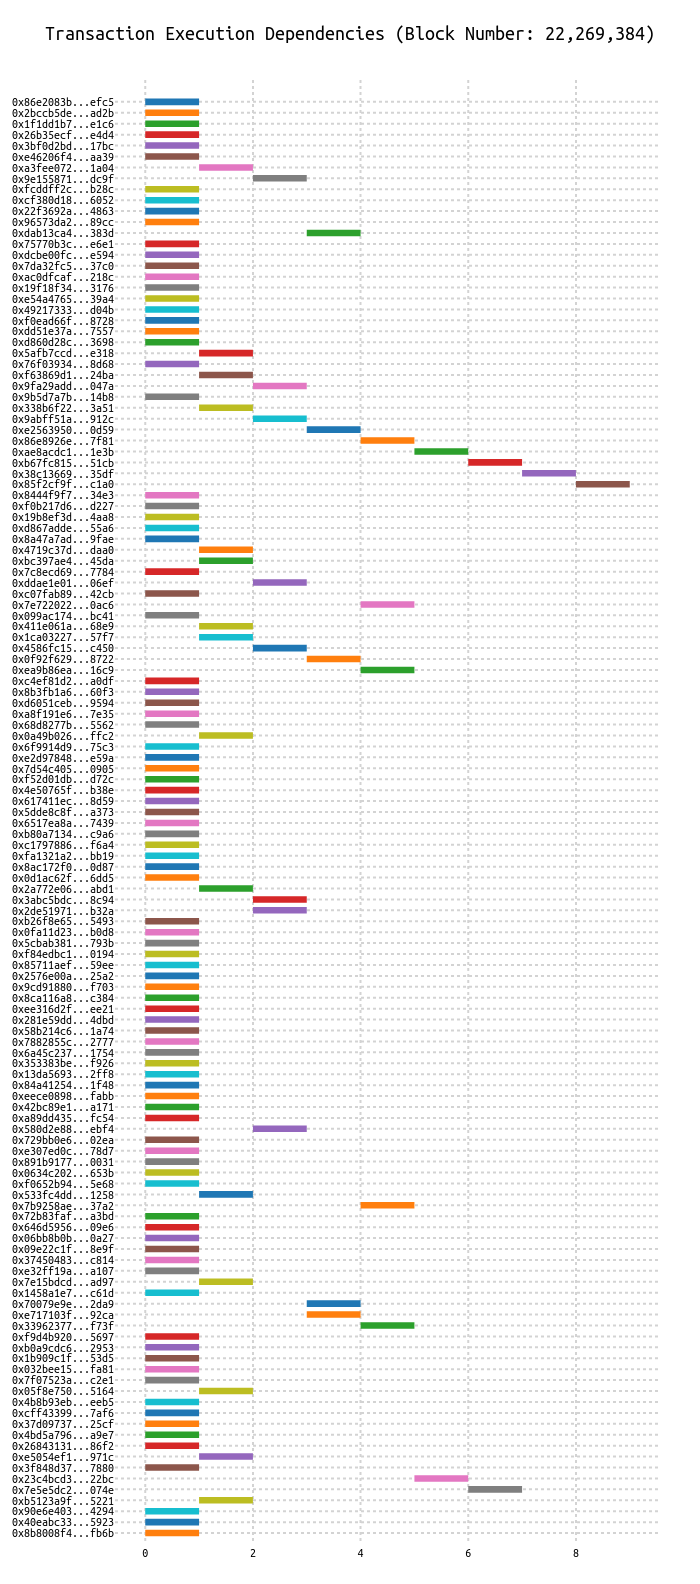 Transaction Execution Dependencies (Block Number: 22,269,384)
0x86e2083b...efc5
0x2bccb5de...ad2b
0x1f1dd1b7...e1c6
0x26b35ecf...e4d4
0x3bf0d2bd...17bc
0xe46206f4...aa39
0xa3fee072...1a04
0x9e155871...dc9f
0xfcddff2c...b28c
0xcf380d18...6052
0x22f3692a...4863
0x96573da2...89cc
0xdab13ca4...383d
0x75770b3c...e6e1
0xdcbe00fc...e594
0x7da32fc5...37c0
0xac0dfcaf...218c
0x19f18f34...3176
0xe54a4765...39a4
0x49217333...d04b
0xf0ead66f...8728
0xdd51e37a...7557
0xd860d28c...3698
0x5afb7ccd...e318
0x76f03934...8d68
0xf63869d1...24ba
0x9fa29add...047a
0x9b5d7a7b...14b8
0x338b6f22...3a51
0x9abff51a...912c
0xe2563950...0d59
0x86e8926e...7f81
0xae8acdc1...1e3b
0xb67fc815...51cb
0x38c13669...35df
0x85f2cf9f...c1a0
0x8444f9f7...34e3
0xf0b217d6...d227
0x19b8ef3d...4aa8
0xd867adde...55a6
0x8a47a7ad...9fae
0x4719c37d...daa0
0xbc397ae4...45da
0x7c8ecd69...7784
0xddae1e01...06ef
0xc07fab89...42cb
0x7e722022...0ac6
0x099ac174...bc41
0x411e061a...68e9
0x1ca03227...57f7
0x4586fc15...c450
0x0f92f629...8722
0xea9b86ea...16c9
0xc4ef81d2...a0df
0x8b3fb1a6...60f3
0xd6051ceb...9594
0xa8f191e6...7e35
0x68d8277b...5562
0x0a49b026...ffc2
0x6f9914d9...75c3
0xe2d97848...e59a
0x7d54c405...0905
0xf52d01db...d72c
0x4e50765f...b38e
0x617411ec...8d59
0x5dde8c8f...a373
0x6517ea8a...7439
0xb80a7134...c9a6
0xc1797886...f6a4
0xfa1321a2...bb19
0x8ac172f0...0d87
0x0d1ac62f...6dd5
0x2a772e06...abd1
0x3abc5bdc...8c94
0x2de51971...b32a
0xb26f8e65...5493
0x0fa11d23...b0d8
0x5cbab381...793b
0xf84edbc1...0194
0x85711aef...59ee
0x2576e00a...25a2
0x9cd91880...f703
0x8ca116a8...c384
0xee316d2f...ee21
0x281e59dd...4dbd
0x58b214c6...1a74
0x7882855c...2777
0x6a45c237...1754
0x353383be...f926
0x13da5693...2ff8
0x84a41254...1f48
0xeece0898...fabb
0x42bc89e1...a171
0xa89dd435...fc54
0x580d2e88...ebf4
0x729bb0e6...02ea
0xe307ed0c...78d7
0x891b9177...0031
0x0634c202...653b
0xf0652b94...5e68
0x533fc4dd...1258
0x7b9258ae...37a2
0x72b83faf...a3bd
0x646d5956...09e6
0x06bb8b0b...0a27
0x09e22c1f...8e9f
0x37450483...c814
0xe32ff19a...a107
0x7e15bdcd...ad97
0x1458a1e7...c61d
0x70079e9e...2da9
0xe717103f...92ca
0x33962377...f73f
0xf9d4b920...5697
0xb0a9cdc6...2953
0x1b909c1f...53d5
0x032bee15...fa81
0x7f07523a...c2e1
0x05f8e750...5164
0x4b8b93eb...eeb5
0xcff43399...7af6
0x37d09737...25cf
0x4bd5a796...a9e7
0x26843131...86f2
0xe5054ef1...971c
0x3f848d37...7880
0x23c4bcd3...22bc
0x7e5e5dc2...074e
0xb5123a9f...5221
0x90e6e403...4294
0x40eabc33...5923
0x8b8008f4...fb6b
0 2 4 6 8